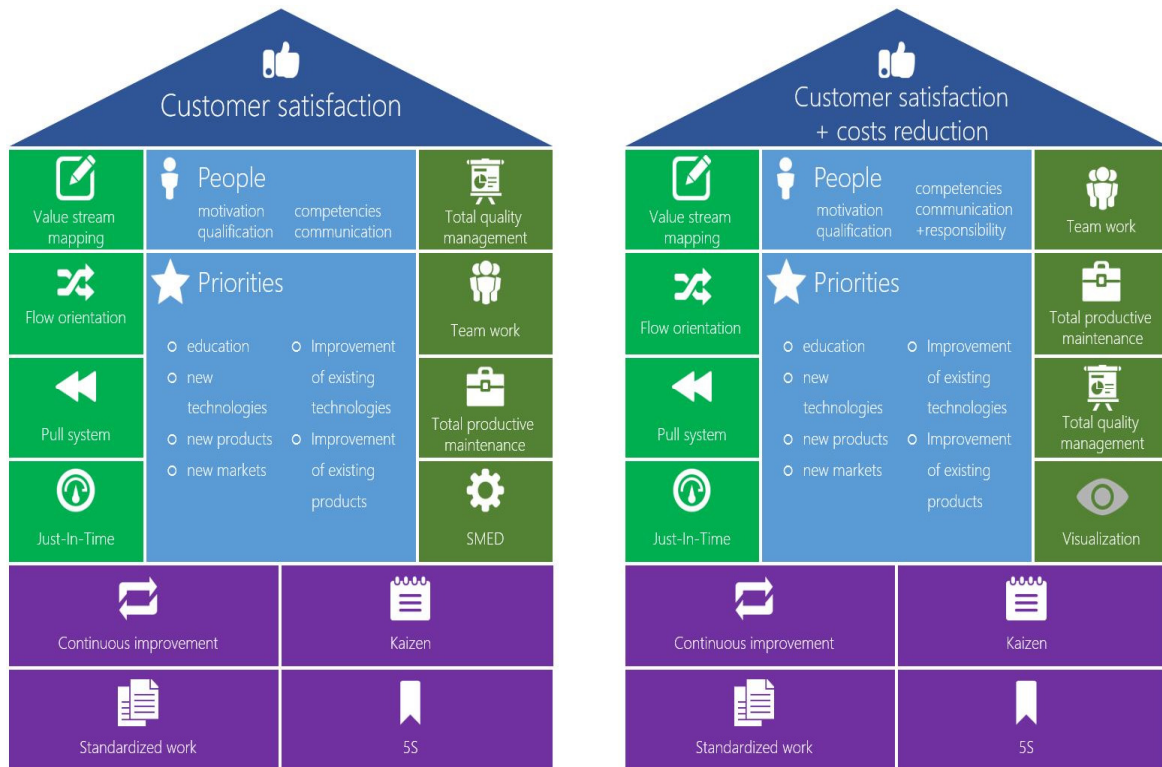 Customer satisfaction
Value stream
mapping
People
motivation
qualification
competencies
communication
Total quality
management
Flow orientation
Priorities
education
new
technologies
new products
new markets
Improvement
of existing
technologies
Improvement
of existing
products
Team work
Pull system
Total productive
maintenance
Just-In-Time
SMED
Continuous improvement
Kaizen
Standardized work
5S
Customer satisfaction
+ costs reduction
Value stream
mapping
People
motivation
qualification
competencies
communication
+responsibility
Team work
Flow orientation
Priorities
education
new
technologies
new products
new markets
Improvement
of existing
technologies
Improvement
of existing
products
Total productive
maintenance
Pull system
Total quality
management
Just-In-Time
Visualization
Continuous improvement
Kaizen
Standardized work
5S